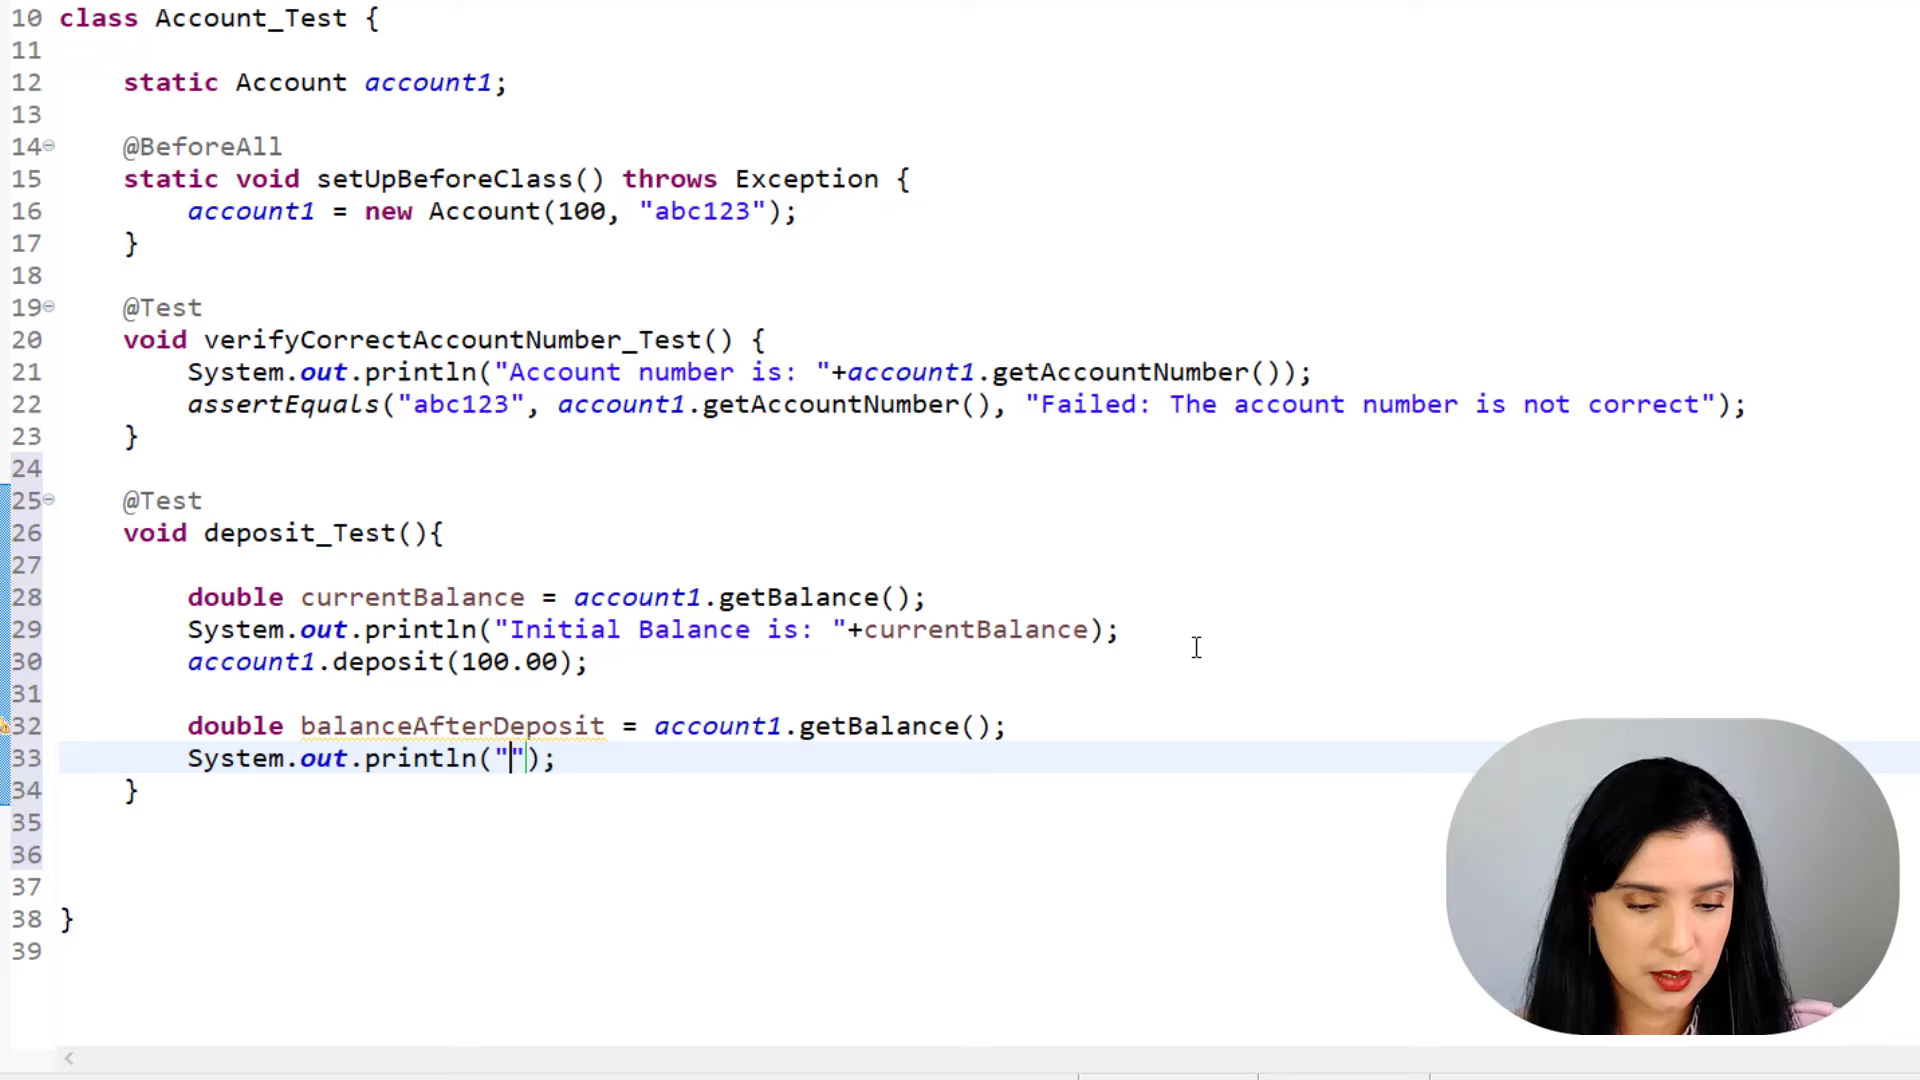 10 class Account_Test {
11
12     static Account account1;
13
14     @BeforeAll
15     static void setUpBeforeClass() throws Exception {
16         account1 = new Account(100, "abc123");
17     }
18
19     @Test
20     void verifyCorrectAccountNumber_Test() {
21         System.out.println("Account number is: "+account1.getAccountNumber());
22         assertEquals("abc123", account1.getAccountNumber(), "Failed: The account number is not correct");
23     }
24
25     @Test
26     void deposit_Test(){
27
28         double currentBalance = account1.getBalance();
29         System.out.println("Initial Balance is: "+currentBalance);
30         account1.deposit(100.00);
31
32         double balanceAfterDeposit = account1.getBalance();
33         System.out.println("");
34     }
35
36
37
38 }
39